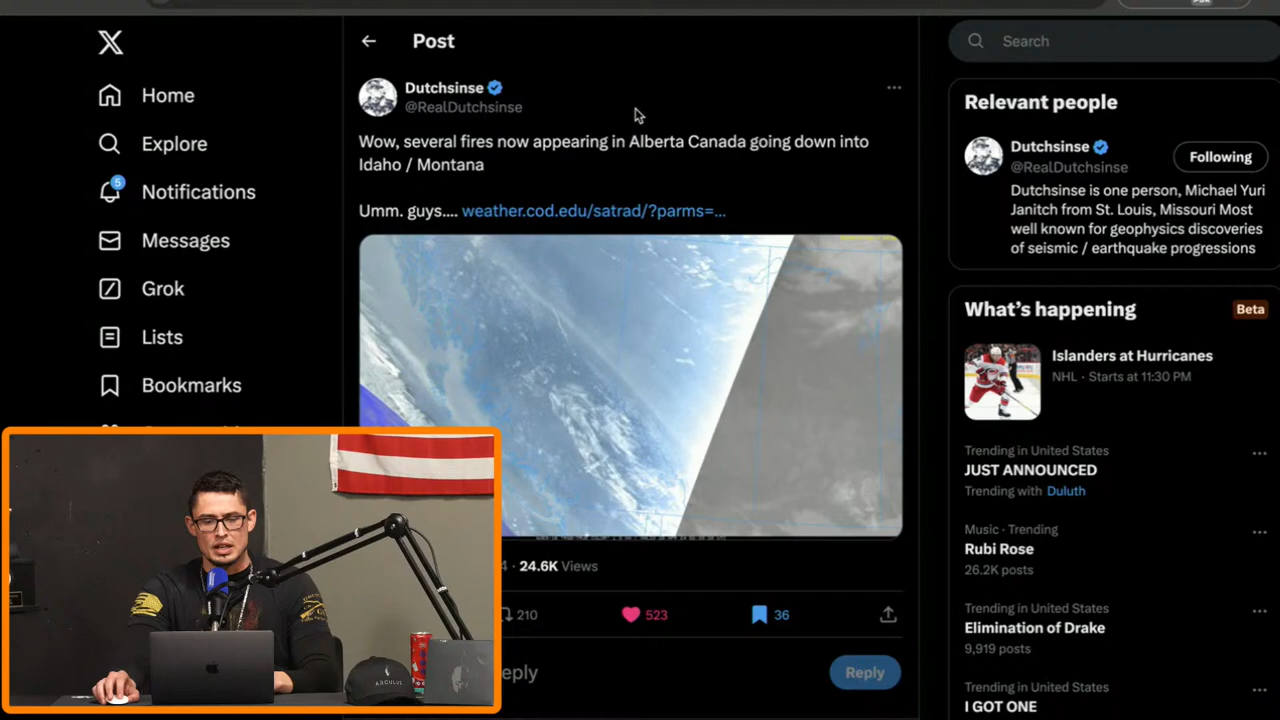 Home
Explore
5
Notifications
Messages
Grok
Lists
Bookmarks
Post
Dutchsinse
@RealDutchsinse
Wow, several fires now appearing in Alberta Canada going down into
Idaho / Montana
Umm. guys.... weather.cod.edu/satrad/?parms=...
24.6K Views
210
523
36
Reply
Search
Relevant people
Dutchsinse
@RealDutchsinse
Following
Dutchsinse is one person, Michael Yuri
Janitch from St. Louis, Missouri Most
well known for geophysics discoveries
of seismic / earthquake progressions
What's happening
Beta
Islanders at Hurricanes
NHL · Starts at 11:30 PM
Trending in United States
JUST ANNOUNCED
Trending with Duluth
Music · Trending
Rubi Rose
26.2K posts
Trending in United States
Elimination of Drake
9,919 posts
Trending in United States
I GOT ONE
ARCULUS